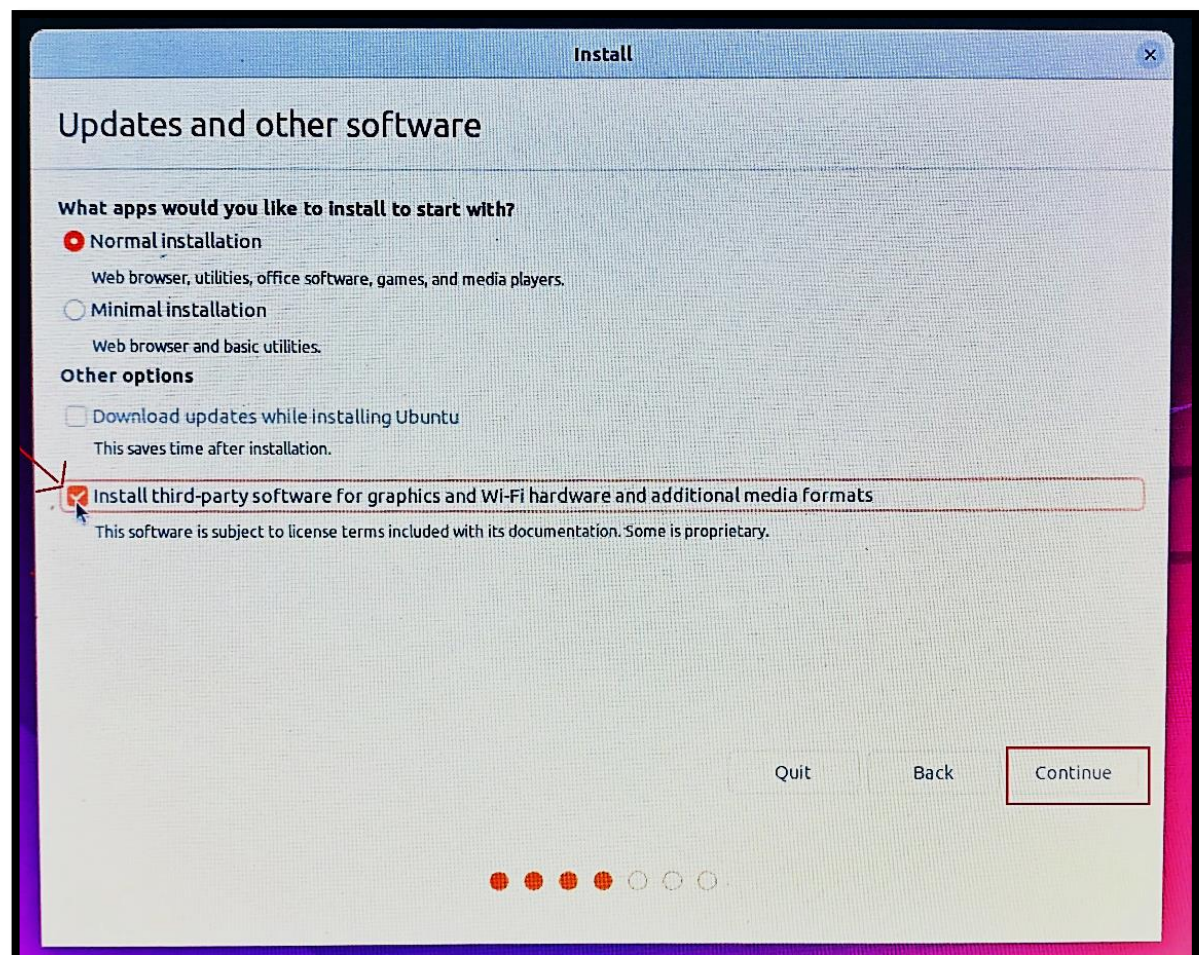 Install
Updates and other software
What apps would you like to install to start with?
Normal installation
Web browser, utilities, office software, games, and media players.
Minimal installation
Web browser and basic utilities.
Other options
Download updates while installing Ubuntu
This saves time after installation.
Install third-party software for graphics and Wi-Fi hardware and additional media formats
This software is subject to license terms included with its documentation. Some is proprietary.
Quit Back Continue